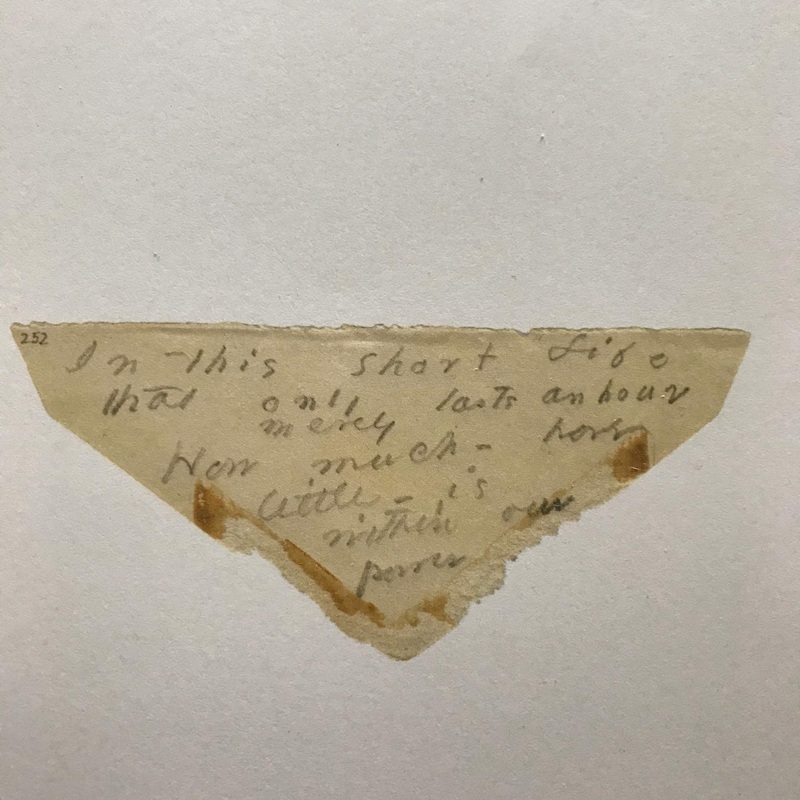 252
In this short Life
that only lasts an hour
merely
How much - how
little - is
within our
power